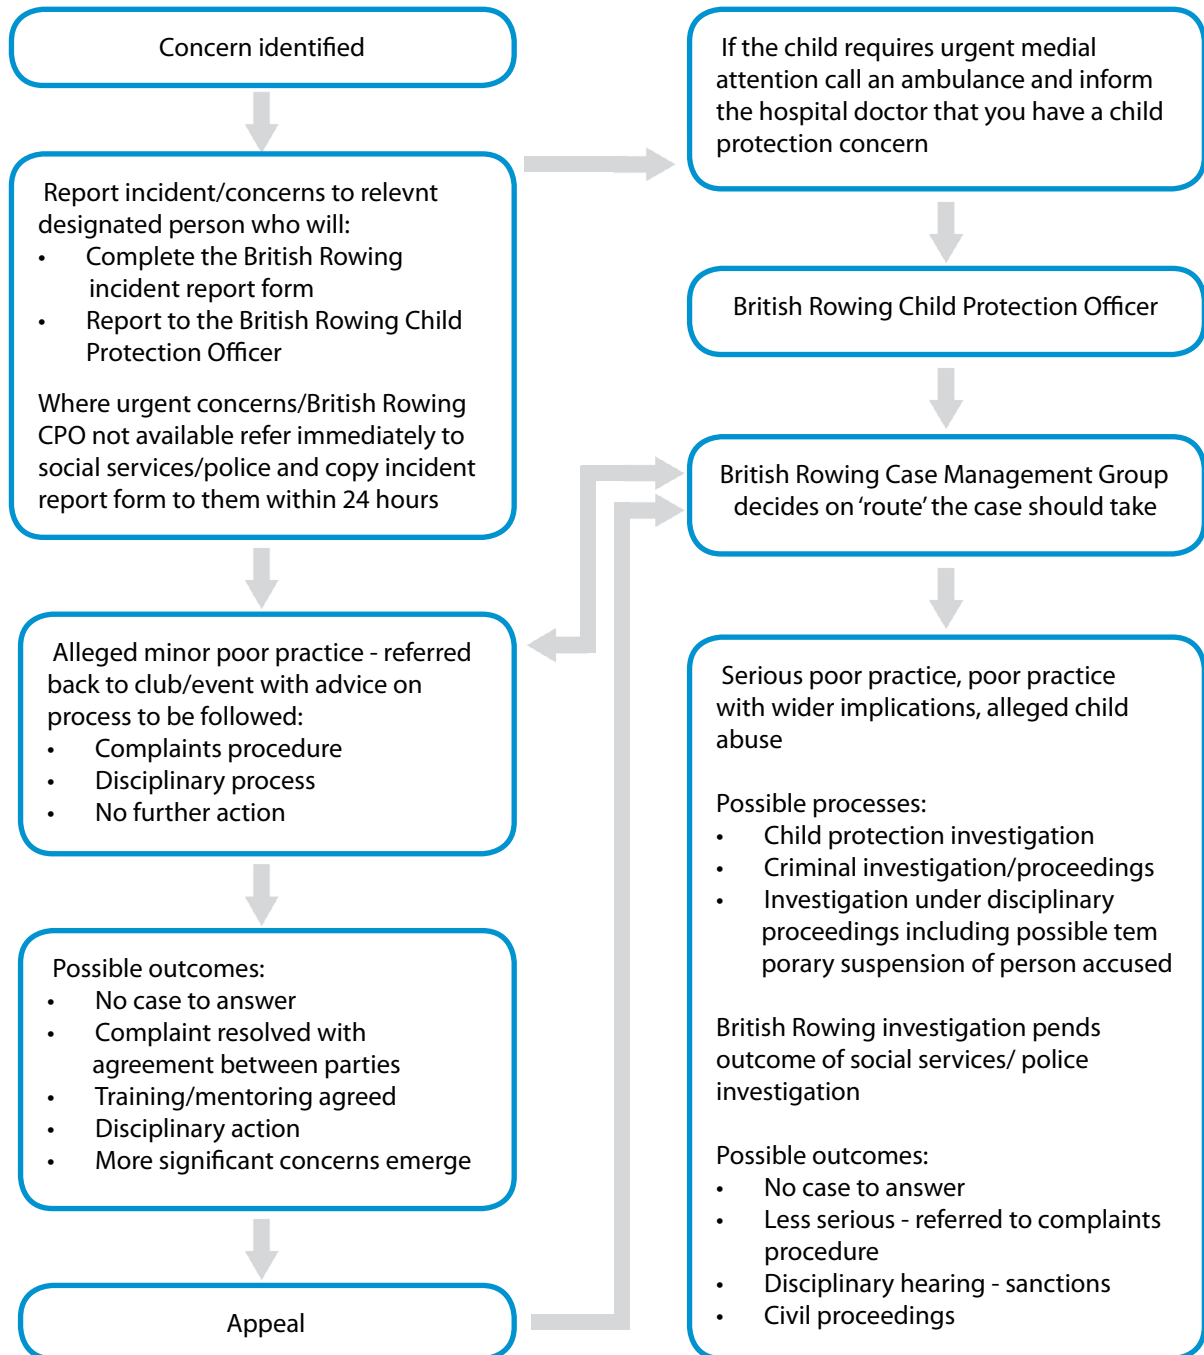 Concern identified
Report incident/concerns to relevnt
designated person who will:
• Complete the British Rowing
incident report form
• Report to the British Rowing Child
Protection Officer
Where urgent concerns/British Rowing
CPO not available refer immediately to
social services/police and copy incident
report form to them within 24 hours
Alleged minor poor practice - referred
back to club/event with advice on
process to be followed:
• Complaints procedure
• Disciplinary process
• No further action
Possible outcomes:
• No case to answer
• Complaint resolved with
agreement between parties
• Training/mentoring agreed
• Disciplinary action
• More significant concerns emerge
Appeal
If the child requires urgent medial
attention call an ambulance and inform
the hospital doctor that you have a child
protection concern
British Rowing Child Protection Officer
British Rowing Case Management Group
decides on 'route' the case should take
Serious poor practice, poor practice
with wider implications, alleged child
abuse
Possible processes:
• Child protection investigation
• Criminal investigation/proceedings
• Investigation under disciplinary
proceedings including possible tem
porary suspension of person accused
British Rowing investigation pends
outcome of social services/ police
investigation
Possible outcomes:
• No case to answer
• Less serious - referred to complaints
procedure
• Disciplinary hearing - sanctions
• Civil proceedings